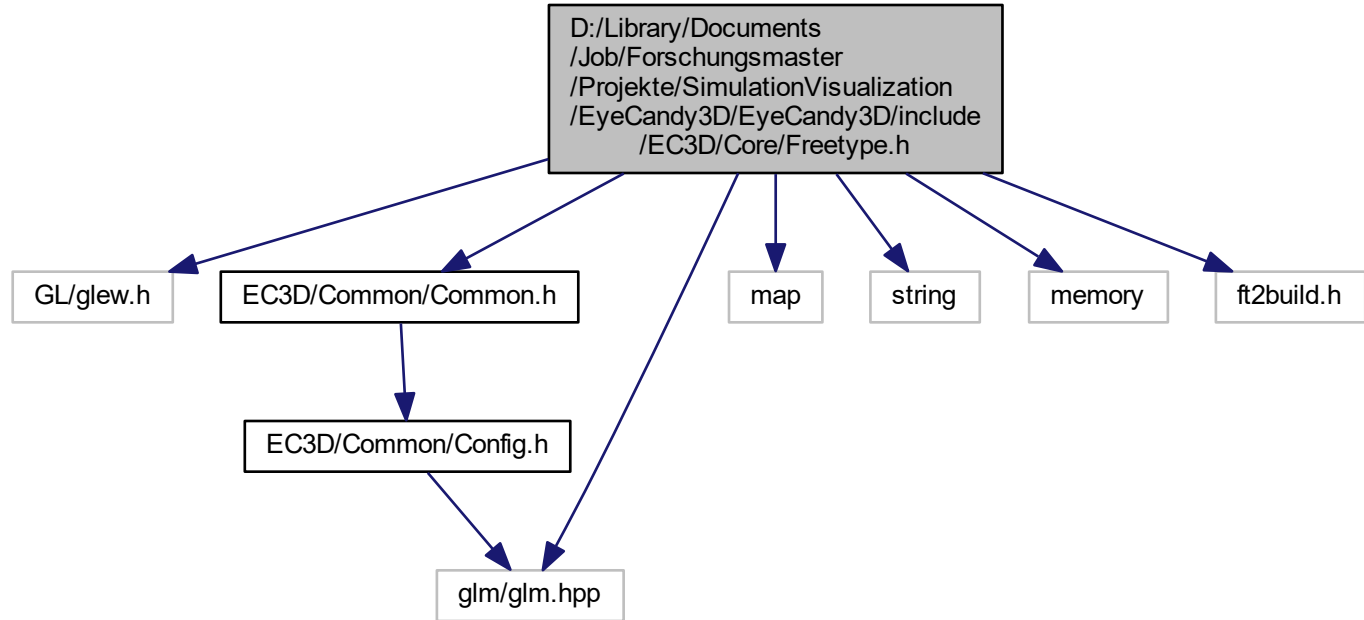 D:/Library/Documents
/Job/Forschungsmaster
/Projekte/SimulationVisualization
/EyeCandy3D/EyeCandy3D/include
/EC3D/Core/Freetype.h
GL/glew.h
EC3D/Common/Common.h
map
string
memory
ft2build.h
EC3D/Common/Config.h
glm/glm.hpp